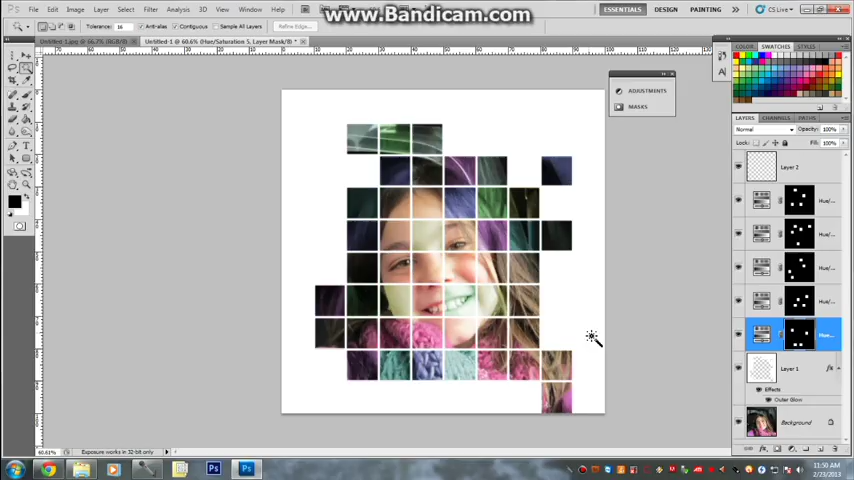 www.Bandicam.com
Ps File Edit Image Layer Select Filter Analysis 3D View Window Help
ESSENTIALS DESIGN PAINTING CS Live
Tolerance: 16 Anti-alias Contiguous Sample All Layers Refine Edge...
Untitled-1.jpg @ 66.7% (RGB/8) Untitled-1 @ 60.6% (Hue/Saturation 5, Layer Mask/8)
COLOR SWATCHES STYLES
ADJUSTMENTS
MASKS
LAYERS CHANNELS PATHS
Normal Opacity: 100%
Lock: Fill: 100%
Layer 2
Hue/...
Hue/...
Hue/...
Hue/...
Hue...
Layer 1 fx
Effects
Outer Glow
Background
60.61% Exposure works in 32-bit only
11:50 AM
2/23/2013